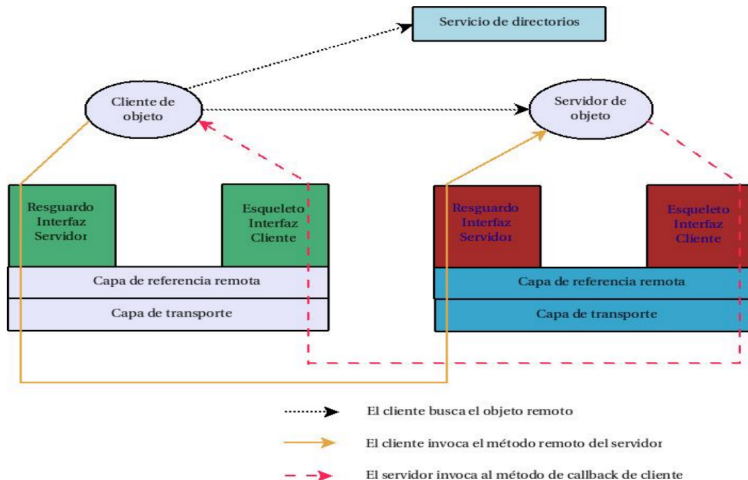 Servicio de directorios
Cliente de
objeto
Servidor de
objeto
Resguardo
Interfaz
Servidor
Esqueleto
Interfaz
Cliente
Resguardo
Interfaz
Servidor
Esqueleto
Interfaz
Cliente
Capa de referencia remota
Capa de transporte
Capa de referencia remota
Capa de transporte
El cliente busca el objeto remoto
El cliente invoca el método remoto del servidor
El servidor invoca al método de callback de cliente